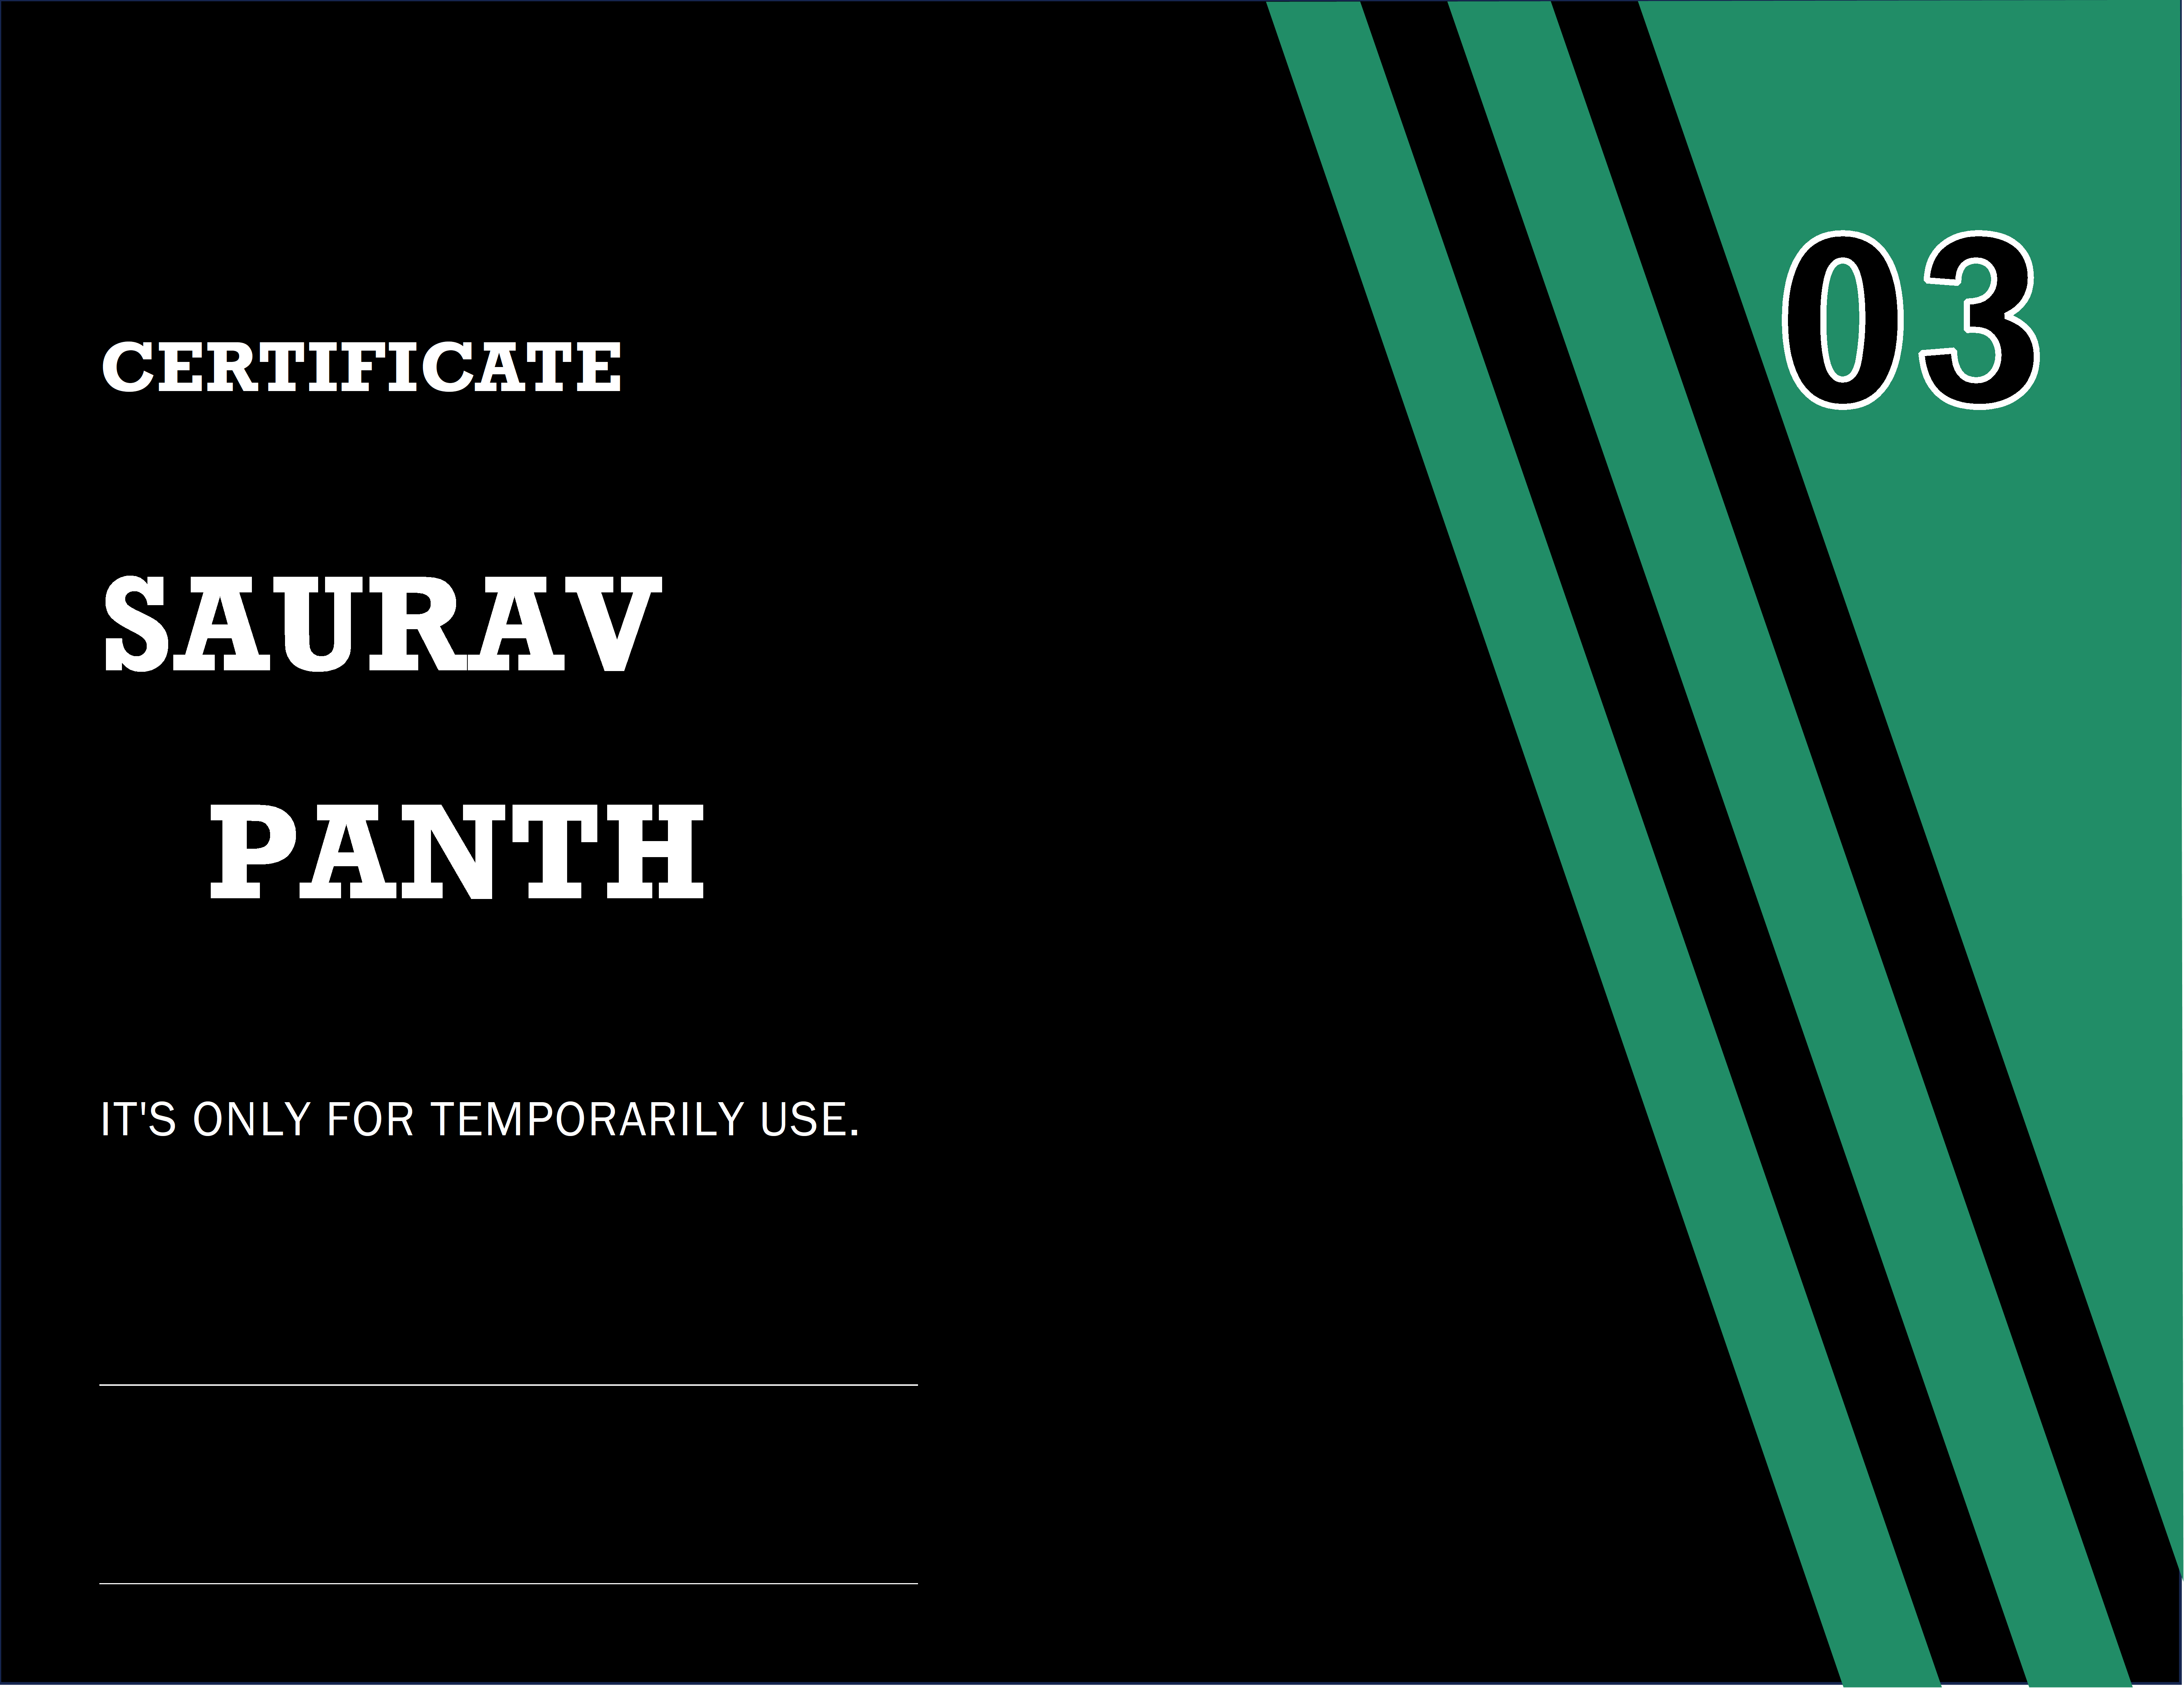 03
CERTIFICATE
SAURAV
PANTH
IT'S ONLY FOR TEMPORARILY USE.